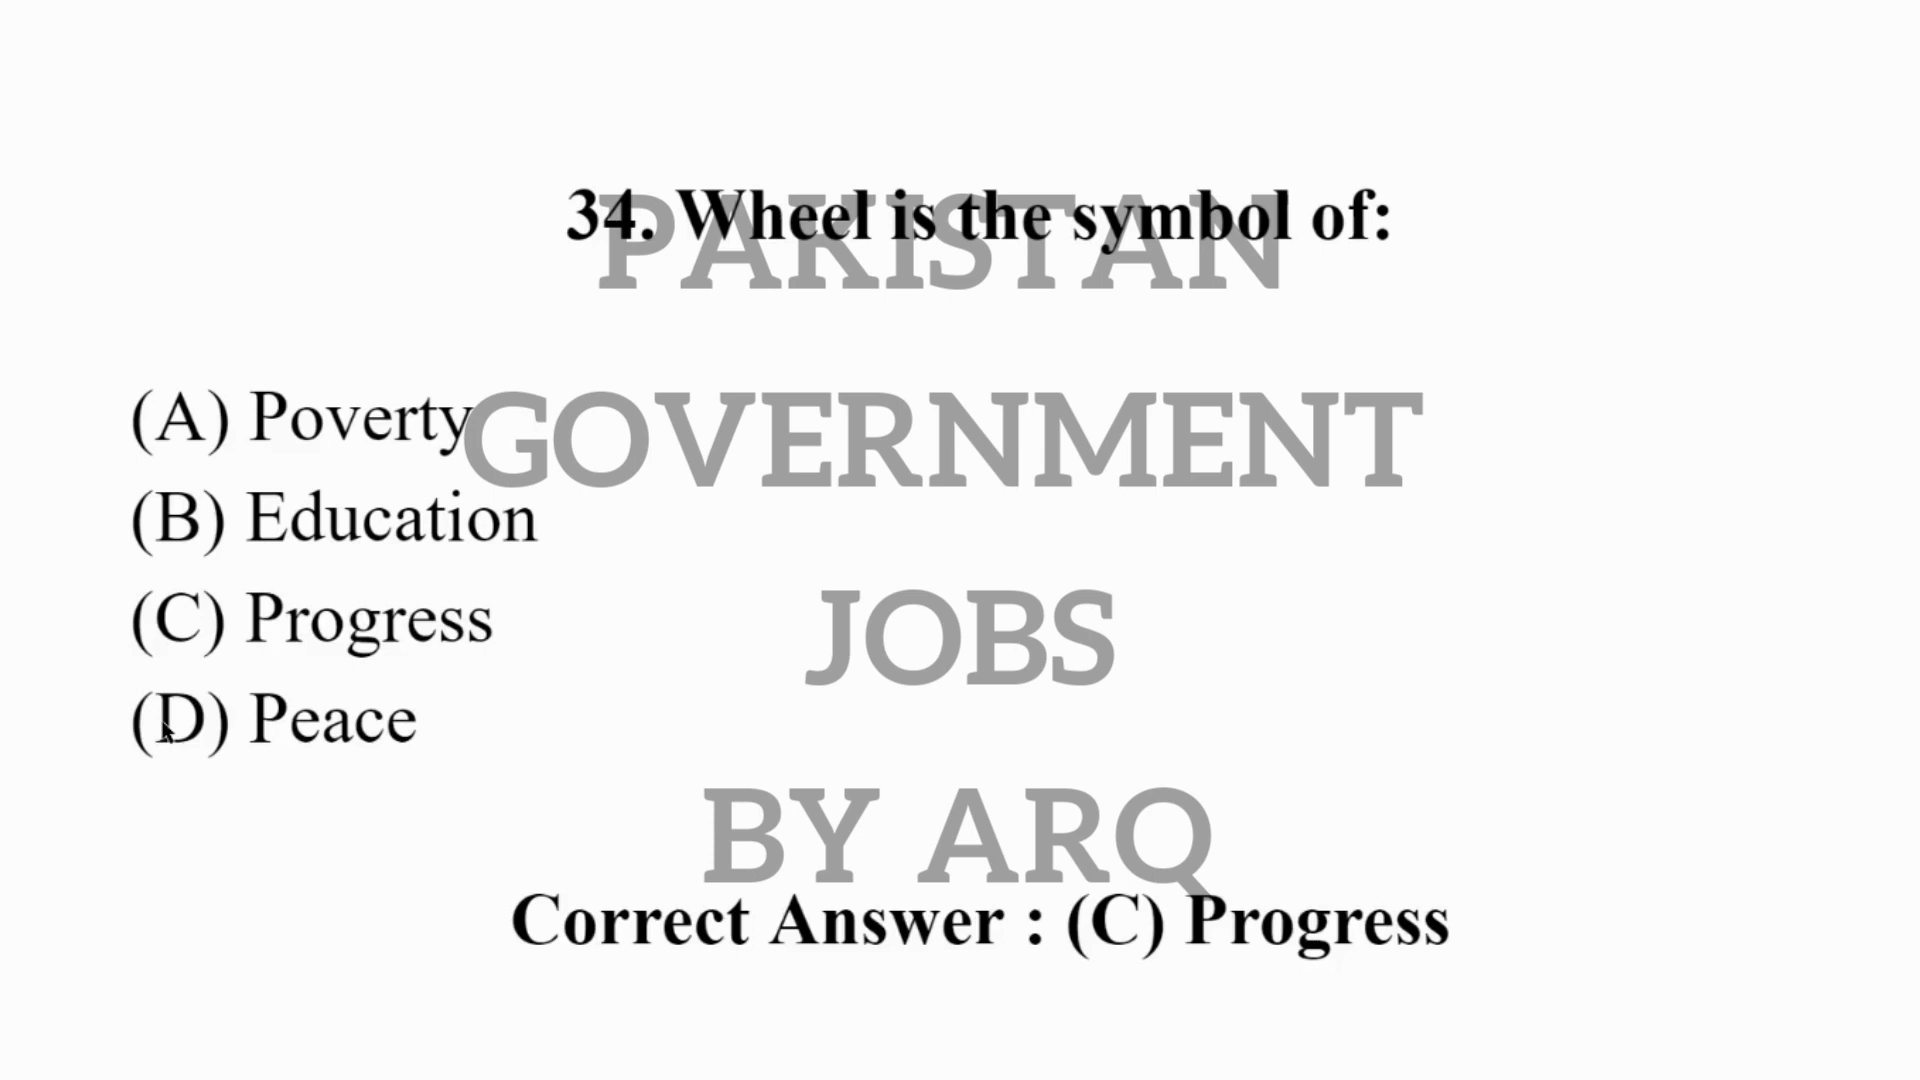 34. Wheel is the symbol of:
PAKISTAN
(A) Poverty
GOVERNMENT
(B) Education
(C) Progress
JOBS
(D) Peace
BY ARQ
Correct Answer : (C) Progress